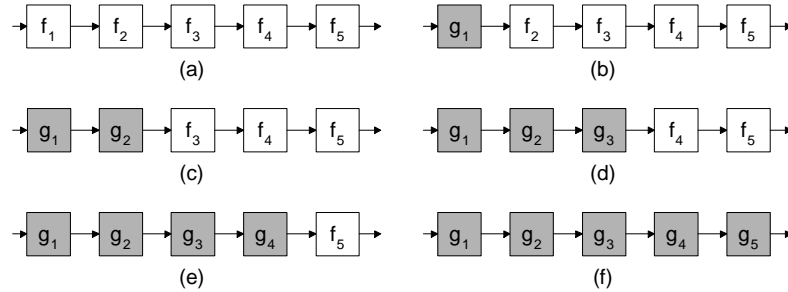 f₁ f₂ f₃ f₄ f₅
(a)
g₁ f₂ f₃ f₄ f₅
(b)
g₁ g₂ f₃ f₄ f₅
(c)
g₁ g₂ g₃ f₄ f₅
(d)
g₁ g₂ g₃ g₄ f₅
(e)
g₁ g₂ g₃ g₄ g₅
(f)